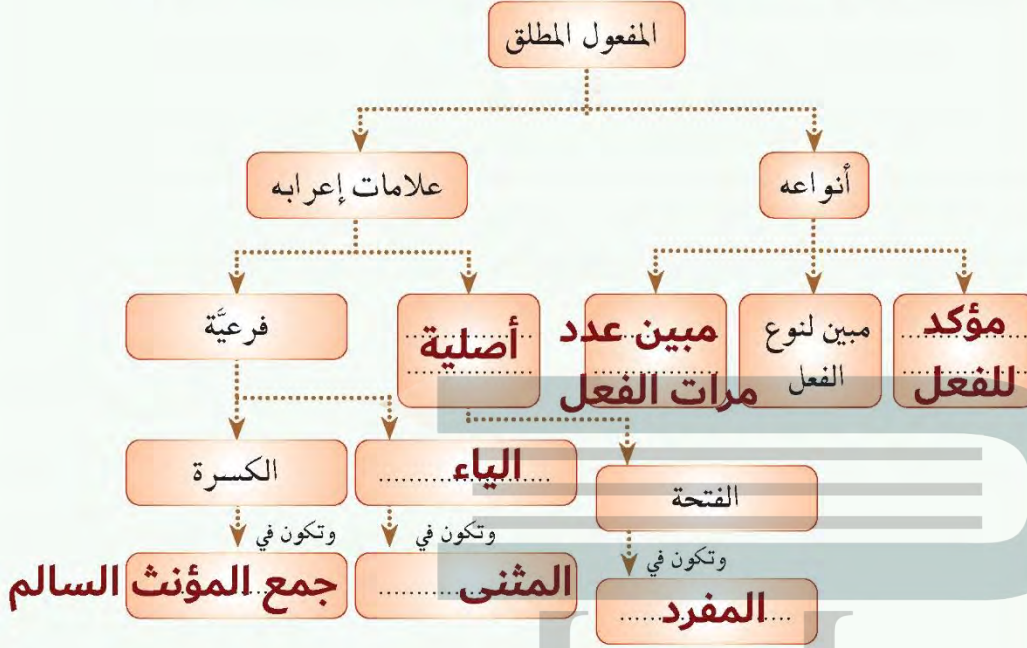 المفعول المطلق
أنواعه
علامات إعرابه
مؤكد
للفعل
مبين لنوع
الفعل
مبين عدد
مرات الفعل
أصلية
فرعيَّة
الفتحة
الياء
الكسرة
وتكون في
وتكون في
وتكون في
المفرد
المثنى
جمع المؤنث السالم